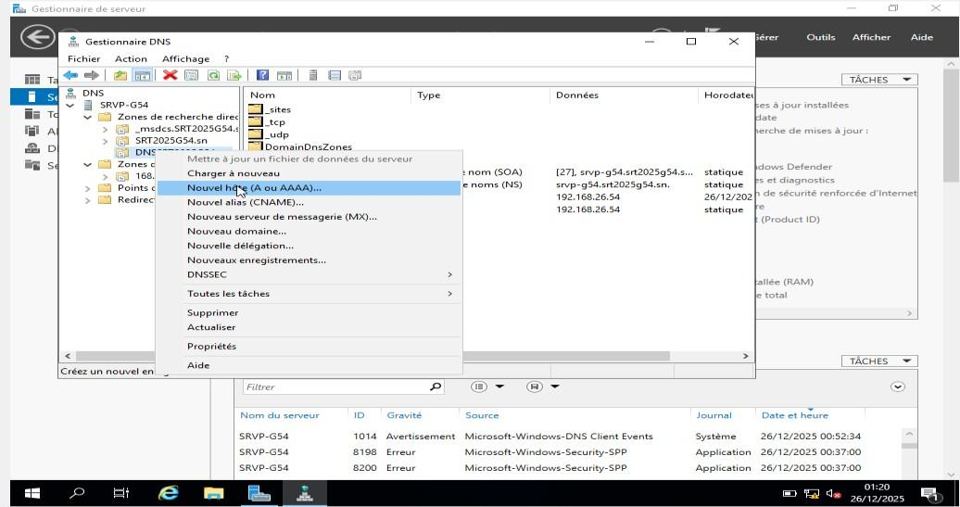 Gestionnaire de serveur
Gestionnaire DNS
Gérer Outils Afficher Aide
Fichier Action Affichage ?
TÂCHES
DNS
SRVP-G54
Zones de recherche direc
_msdcs.SRT2025G54.s
SRT2025G54.sn
DNS
Zones d
168.
Points d
Redirec
Nom Type Données Horodateu
_sites
_tcp
_udp
DomainDnsZones
nom (SOA) [27], srvp-g54.srt2025g54.s... statique
e noms (NS) srvp-g54.srt2025g54.sn. statique
192.168.26.54 26/12/202
192.168.26.54 statique
Mettre à jour un fichier de données du serveur
Charger à nouveau
Nouvel hôte (A ou AAAA)...
Nouvel alias (CNAME)...
Nouveau serveur de messagerie (MX)...
Nouveau domaine...
Nouvelle délégation...
Nouveaux enregistrements...
DNSSEC
Toutes les tâches
Supprimer
Actualiser
Propriétés
Aide
ses à jour installées
date
erche de mises à jour :
ndows Defender
es et diagnostics
n de sécurité renforcée d'Internet
(Product ID)
allée (RAM)
e total
Créez un nouvel en
TÂCHES
Filtrer
Nom du serveur ID Gravité Source Journal Date et heure
SRVP-G54 1014 Avertissement Microsoft-Windows-DNS Client Events Système 26/12/2025 00:52:34
SRVP-G54 8198 Erreur Microsoft-Windows-Security-SPP Application 26/12/2025 00:37:00
SRVP-G54 8200 Erreur Microsoft-Windows-Security-SPP Application 26/12/2025 00:37:00
01:20
26/12/2025
1